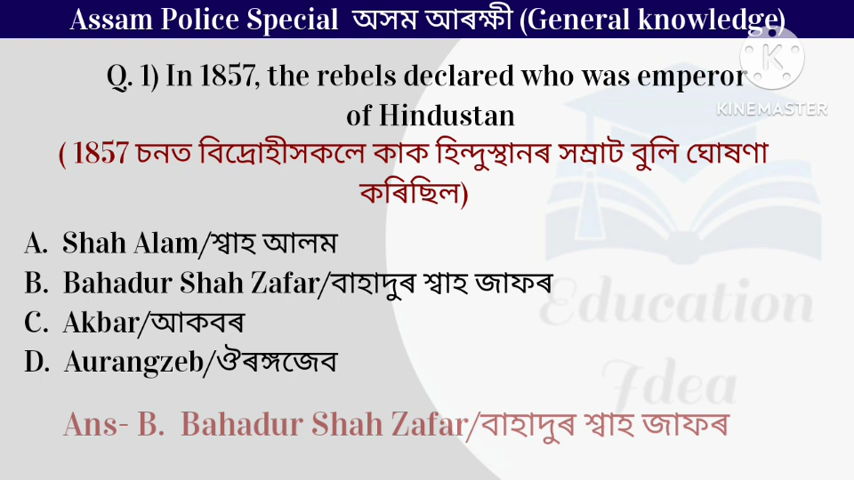 Assam Police Special অসম আৰক্ষী (General knowledge)
KINEMASTER
Q. 1) In 1857, the rebels declared who was emperor
of Hindustan
( 1857 চনত বিদ্ৰোহীসকলে কাক হিন্দুস্থানৰ সম্ৰাট বুলি ঘোষণা
কৰিছিল)
A. Shah Alam/শ্বাহ আলম
B. Bahadur Shah Zafar/বাহাদুৰ শ্বাহ জাফৰ
C. Akbar/আকবৰ
D. Aurangzeb/ঔৰঙ্গজেব
Education
Idea
Ans- B. Bahadur Shah Zafar/বাহাদুৰ শ্বাহ জাফৰ